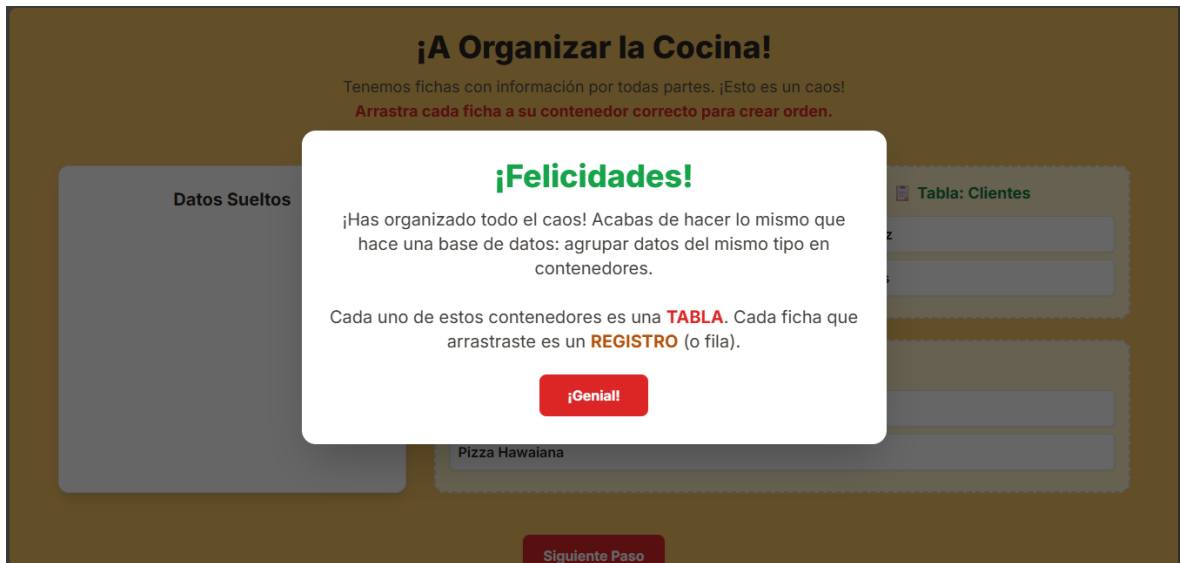 ¡A Organizar la Cocina!
Tenemos fichas con información por todas partes. ¡Esto es un caos!
Arrastra cada ficha a su contenedor correcto para crear orden.
Datos Sueltos
Tabla: Clientes
¡Felicidades!
¡Has organizado todo el caos! Acabas de hacer lo mismo que
hace una base de datos: agrupar datos del mismo tipo en
contenedores.
Cada uno de estos contenedores es una TABLA. Cada ficha que
arrastraste es un REGISTRO (o fila).
¡Genial!
Pizza Hawaiana
Siguiente Paso